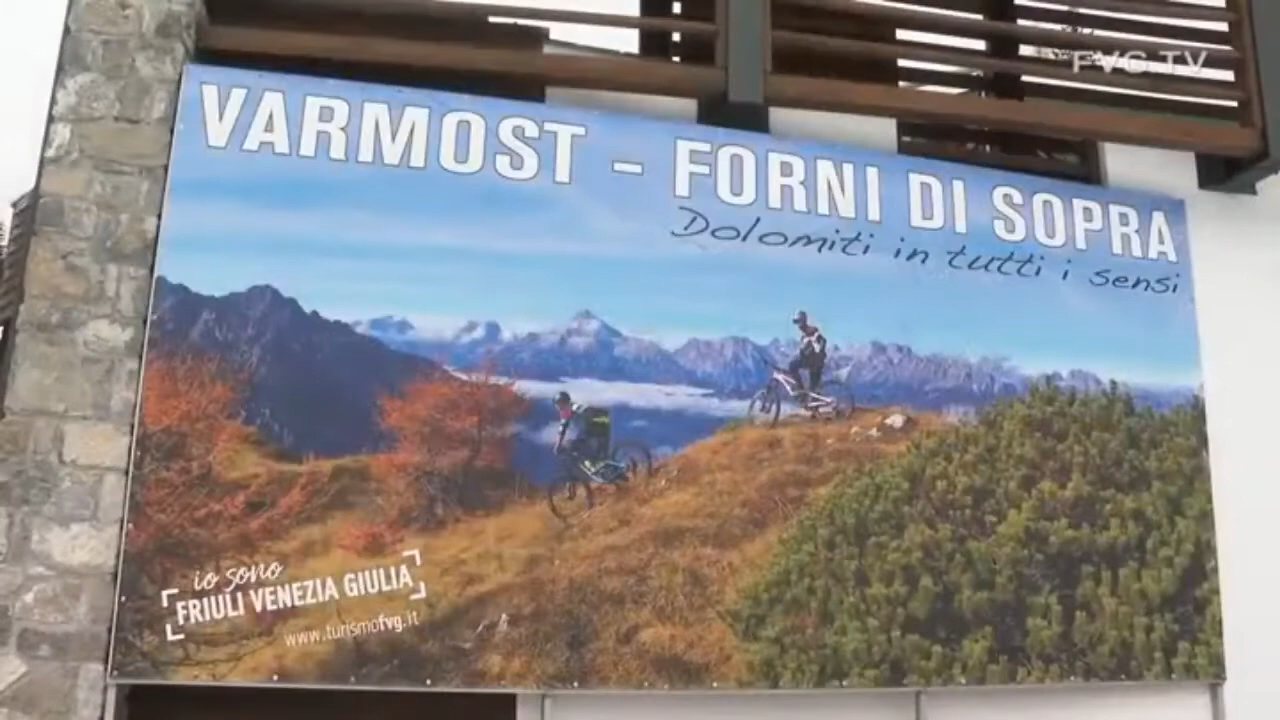 FVG.TV
VARMOST - FORNI DI SOPRA
Dolomiti in tutti i sensi
io sono
FRIULI VENEZIA GIULIA
www.turismofvg.it